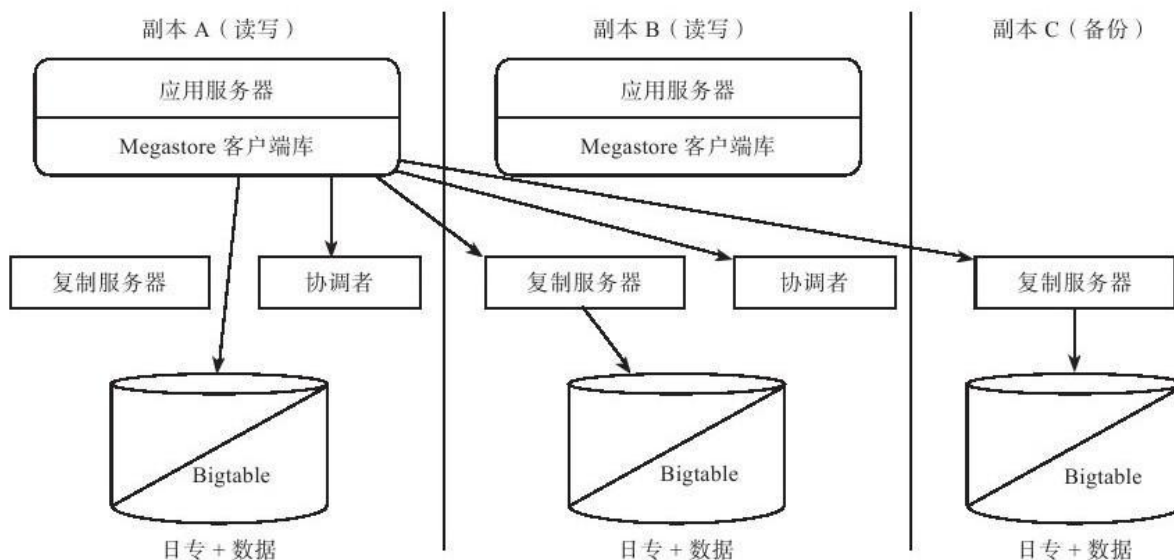 副本 A（读写）
副本 B（读写）
副本 C（备份）
应用服务器
Megastore 客户端库
应用服务器
Megastore 客户端库
复制服务器
协调者
复制服务器
协调者
复制服务器
Bigtable
Bigtable
Bigtable
日专 + 数据
日专 + 数据
日专 + 数据